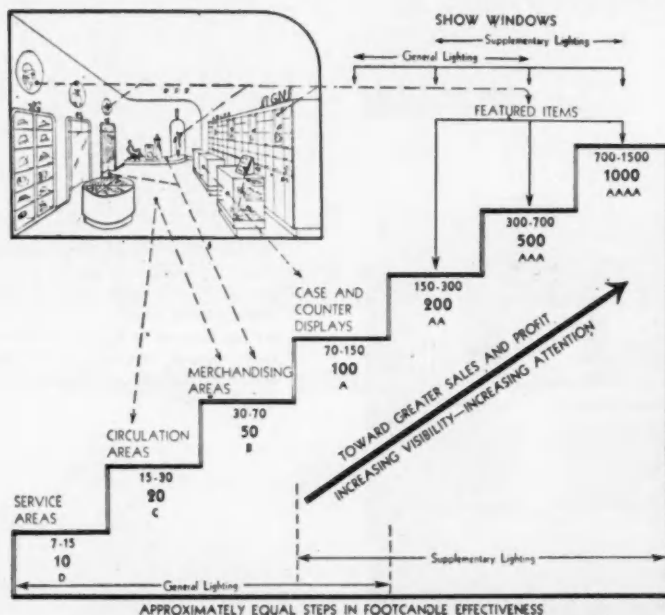 SHOW WINDOWS
Supplementary Lighting
General Lighting
FEATURED ITEMS
700-1500
1000
AAAA
300-700
500
AAA
150-300
200
AA
CASE AND
COUNTER
DISPLAYS
70-150
100
A
MERCHANDISING
AREAS
30-70
50
B
CIRCULATION
AREAS
15-30
20
C
SERVICE
AREAS
7-15
10
D
TOWARD GREATER SALES AND PROFIT
INCREASING VISIBILITY—INCREASING ATTENTION
General Lighting
Supplementary Lighting
APPROXIMATELY EQUAL STEPS IN FOOTCANDLE EFFECTIVENESS